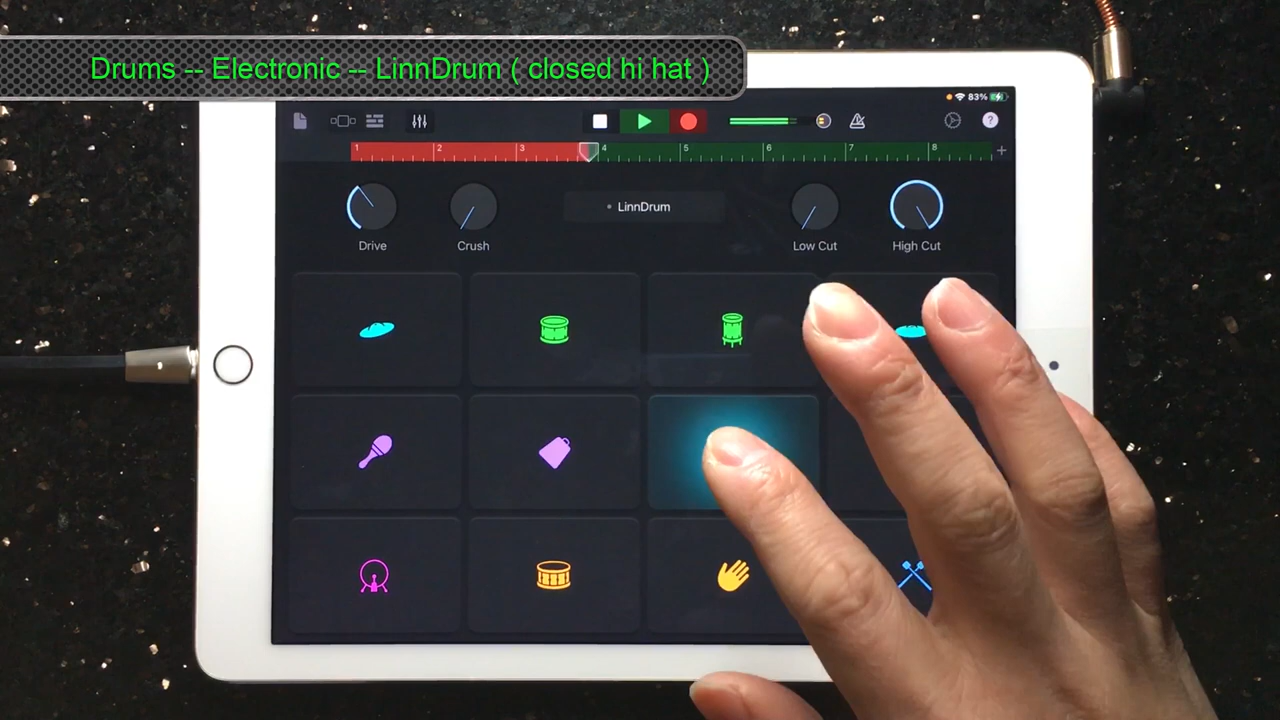 Drums -- Electronic -- LinnDrum ( closed hi hat )
83%
?
1 2 3 4 5 6 7 8 +
LinnDrum
Drive Crush Low Cut High Cut